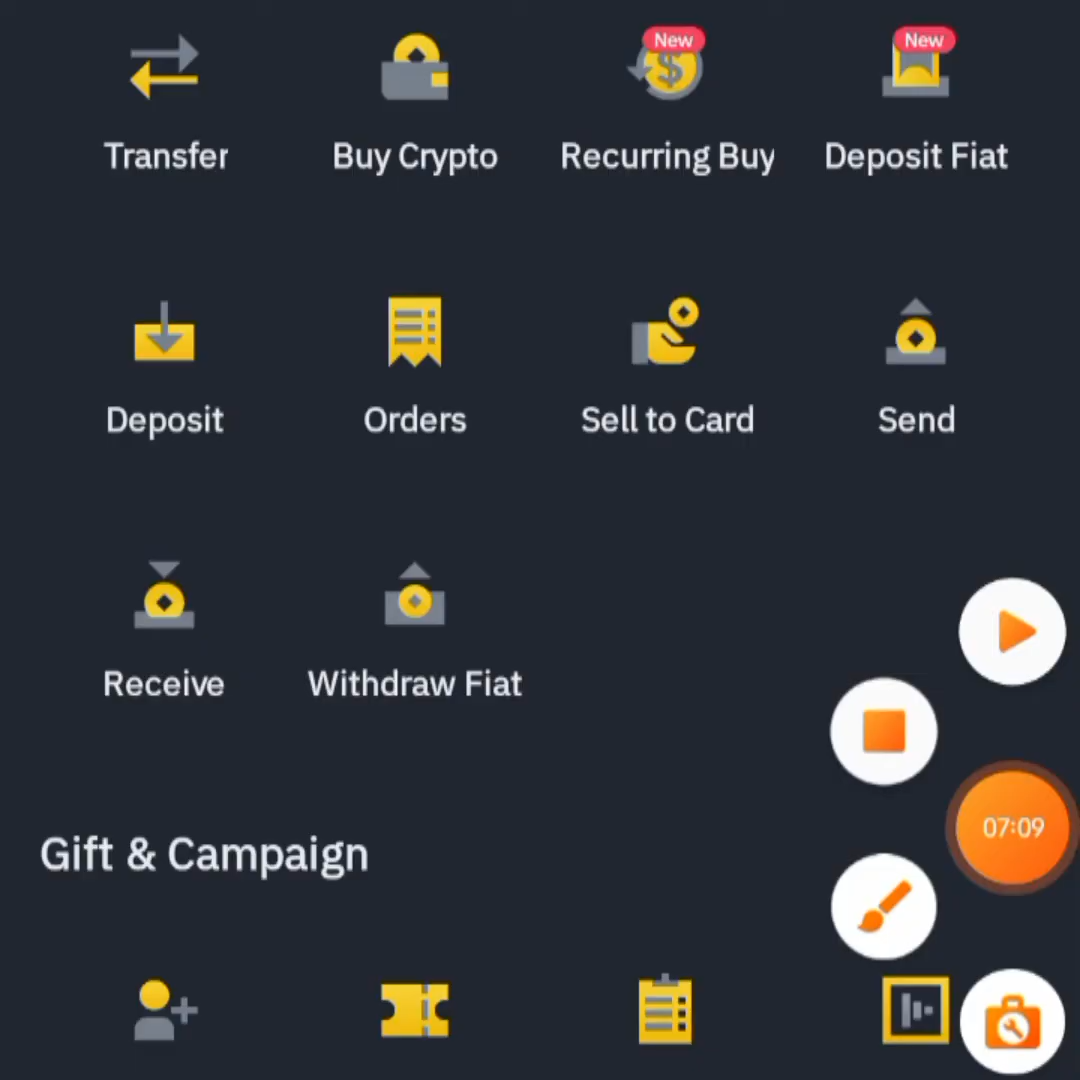 New New
Transfer Buy Crypto Recurring Buy Deposit Fiat
Deposit Orders Sell to Card Send
Receive Withdraw Fiat
07:09
Gift & Campaign